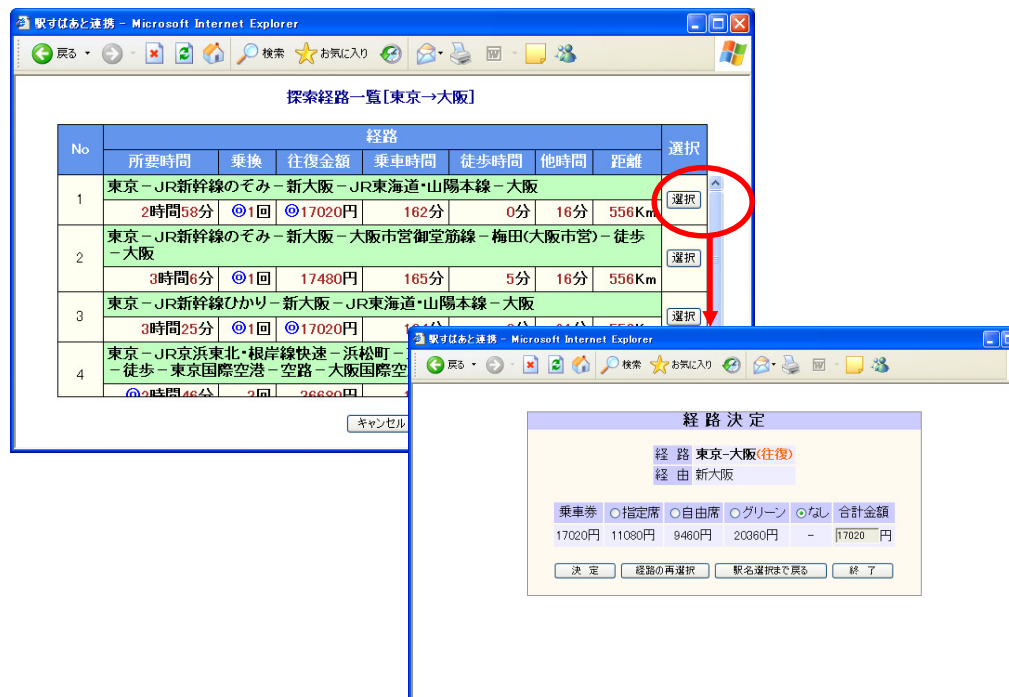 駅すぱあと連携 - Microsoft Internet Explorer
戻る 検索 お気に入り
探索経路一覧[東京→大阪]
No 経路 選択
所要時間 乗換 往復金額 乗車時間 徒歩時間 他時間 距離
1 東京－JR新幹線のぞみ－新大阪－JR東海道・山陽本線－大阪 選択
2時間58分 ◎1回 ◎17020円 162分 0分 16分 556Km
2 東京－JR新幹線のぞみ－新大阪－大阪市営御堂筋線－梅田(大阪市営)－徒歩
－大阪 選択
3時間6分 ◎1回 17480円 165分 5分 16分 556Km
3 東京－JR新幹線ひかり－新大阪－JR東海道・山陽本線－大阪 選択
3時間25分 ◎1回 ◎17020円
4 東京－JR京浜東北・根岸線快速－浜松町－
－徒歩－東京国際空港－空路－大阪国際空
◎2時間46分 2回 26680円
キャンセル
駅すぱあと連携 - Microsoft Internet Explorer
戻る 検索 お気に入り
経 路 決 定
経 路 東京-大阪(往復)
経 由 新大阪
乗車券 指定席 自由席 グリーン なし 合計金額
17020円 11080円 9460円 20360円 - 17020 円
決 定 経路の再選択 駅名選択まで戻る 終 了